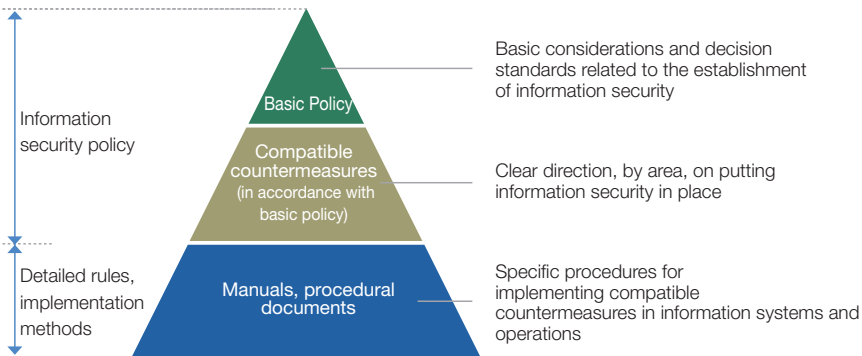 Basic considerations and decision
standards related to the establishment
of information security
Basic Policy
Information
security policy
Compatible
countermeasures
(in accordance with
basic policy)
Clear direction, by area, on putting
information security in place
Detailed rules,
implementation
methods
Manuals, procedural
documents
Specific procedures for
implementing compatible
countermeasures in information systems and
operations